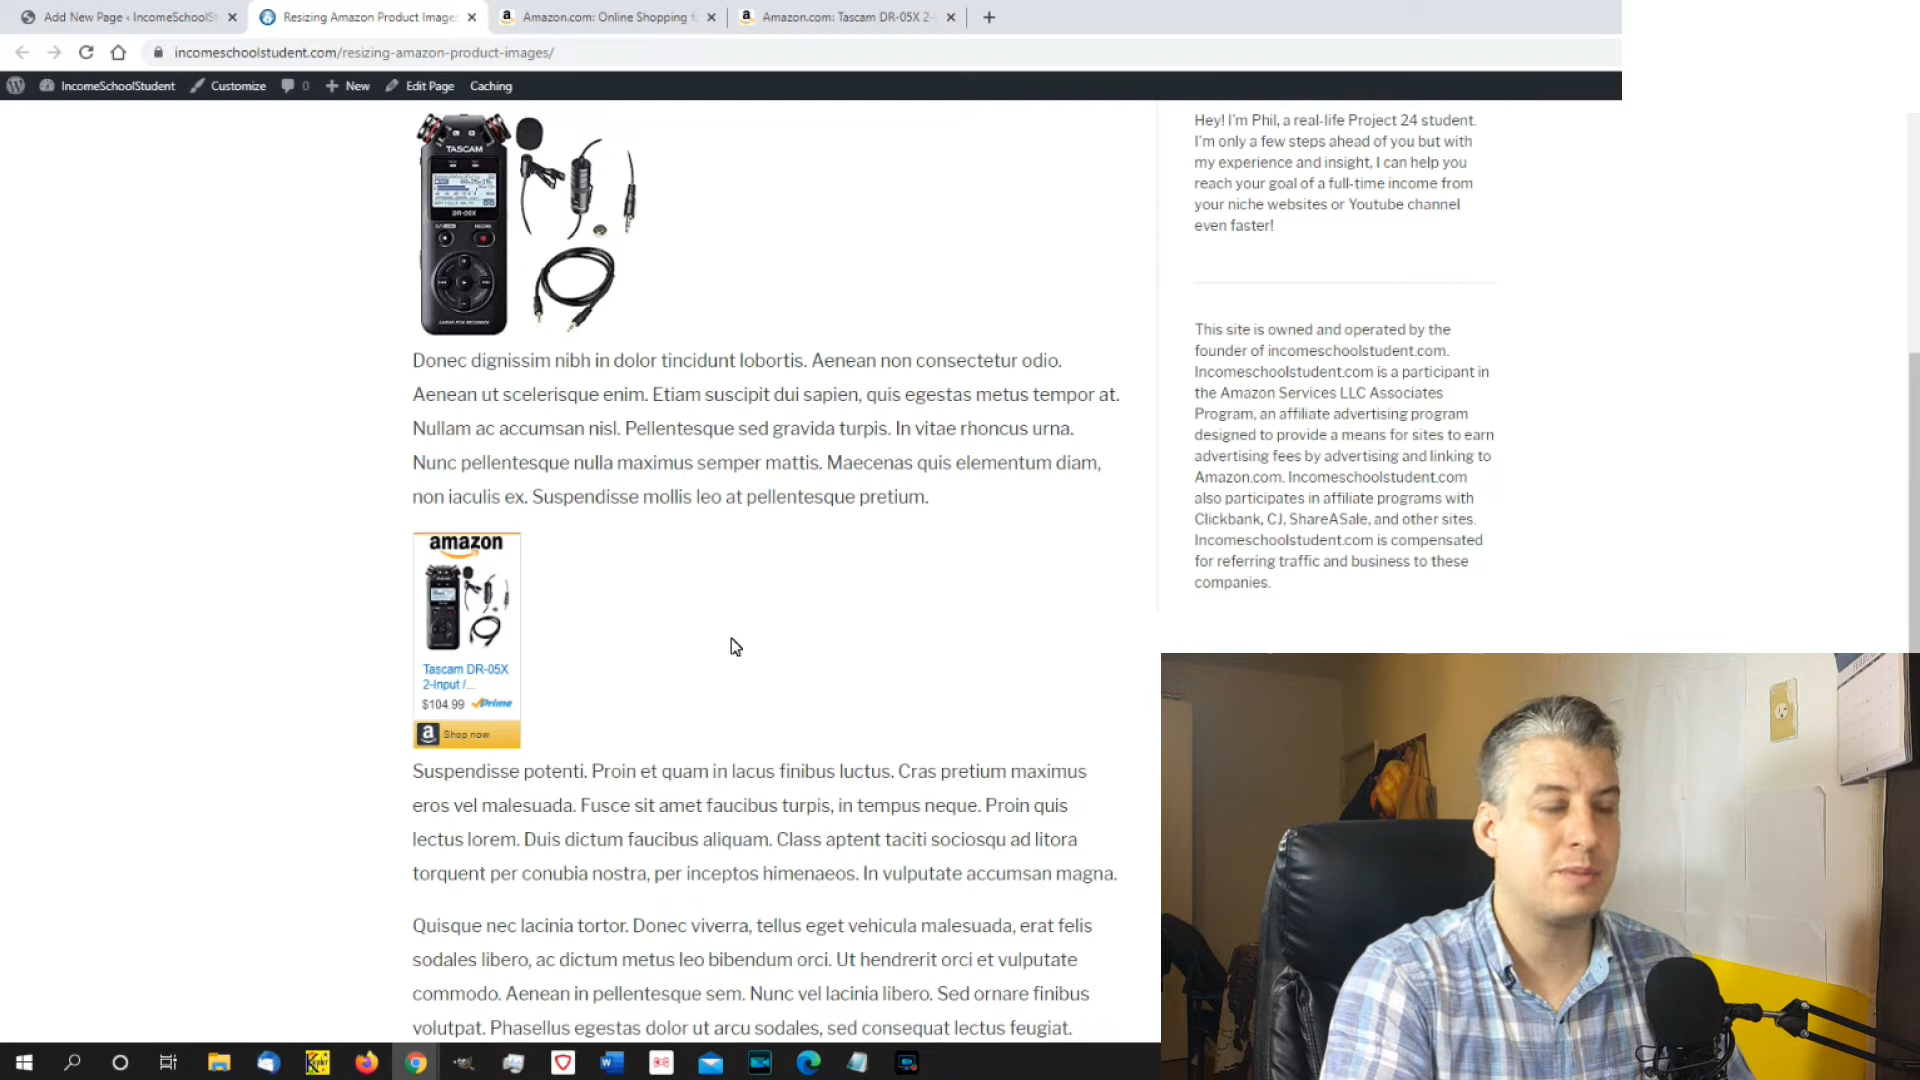 Add New Page ‹ IncomeSchoolSt
Resizing Amazon Product Image
Amazon.com: Online Shopping f
Amazon.com: Tascam DR-05X 2-
incomeschoolstudent.com/resizing-amazon-product-images/
IncomeSchoolStudent
Customize
0
New
Edit Page
Caching
TASCAM
DR-05X
LINEAR PCM RECORDER
Donec dignissim nibh in dolor tincidunt lobortis. Aenean non consectetur odio.
Aenean ut scelerisque enim. Etiam suscipit dui sapien, quis egestas metus tempor at.
Nullam ac accumsan nisl. Pellentesque sed gravida turpis. In vitae rhoncus urna.
Nunc pellentesque nulla maximus semper mattis. Maecenas quis elementum diam,
non iaculis ex. Suspendisse mollis leo at pellentesque pretium.
amazon
Tascam DR-05X
2-Input /...
$104.99 Prime
a Shop now
Suspendisse potenti. Proin et quam in lacus finibus luctus. Cras pretium maximus
eros vel malesuada. Fusce sit amet faucibus turpis, in tempus neque. Proin quis
lectus lorem. Duis dictum faucibus aliquam. Class aptent taciti sociosqu ad litora
torquent per conubia nostra, per inceptos himenaeos. In vulputate accumsan magna.
Quisque nec lacinia tortor. Donec viverra, tellus eget vehicula malesuada, erat felis
sodales libero, ac dictum metus leo bibendum orci. Ut hendrerit orci et vulputate
commodo. Aenean in pellentesque sem. Nunc vel lacinia libero. Sed ornare finibus
volutpat. Phasellus egestas dolor ut arcu sodales, sed consequat lectus feugiat.
Hey! I'm Phil, a real-life Project 24 student.
I'm only a few steps ahead of you but with
my experience and insight, I can help you
reach your goal of a full-time income from
your niche websites or Youtube channel
even faster!
This site is owned and operated by the
founder of incomeschoolstudent.com.
Incomeschoolstudent.com is a participant in
the Amazon Services LLC Associates
Program, an affiliate advertising program
designed to provide a means for sites to earn
advertising fees by advertising and linking to
Amazon.com. Incomeschoolstudent.com
also participates in affiliate programs with
Clickbank, CJ, ShareASale, and other sites.
Incomeschoolstudent.com is compensated
for referring traffic and business to these
companies.